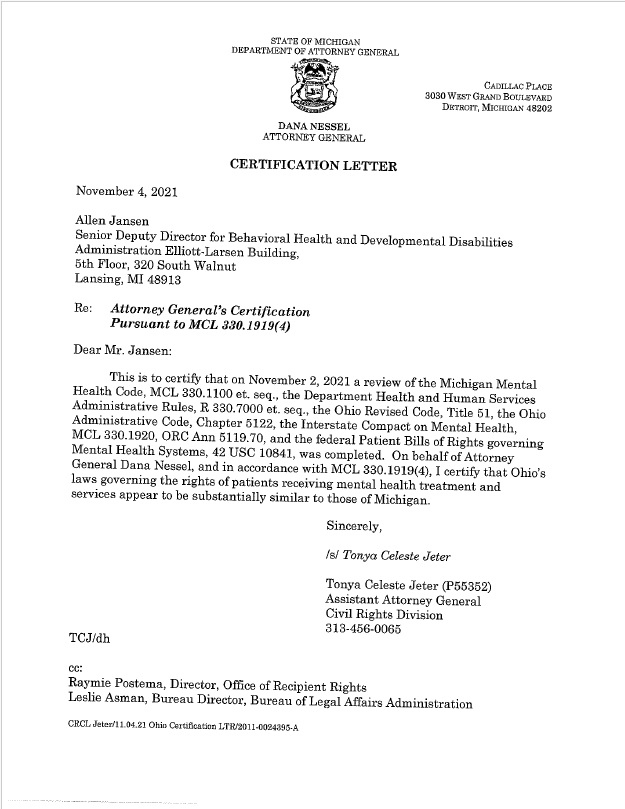 STATE OF MICHIGAN
DEPARTMENT OF ATTORNEY GENERAL
CADILLAC PLACE
3030 WEST GRAND BOULEVARD
DETROIT, MICHIGAN 48202
DANA NESSEL
ATTORNEY GENERAL
CERTIFICATION LETTER
November 4, 2021
Allen Jansen
Senior Deputy Director for Behavioral Health and Developmental Disabilities
Administration Elliott-Larsen Building,
5th Floor, 320 South Walnut
Lansing, MI 48913
Re: Attorney General's Certification
Pursuant to MCL 330.1919(4)
Dear Mr. Jansen:
This is to certify that on November 2, 2021 a review of the Michigan Mental
Health Code, MCL 330.1100 et. seq., the Department Health and Human Services
Administrative Rules, R 330.7000 et. seq., the Ohio Revised Code, Title 51, the Ohio
Administrative Code, Chapter 5122, the Interstate Compact on Mental Health,
MCL 330.1920, ORC Ann 5119.70, and the federal Patient Bills of Rights governing
Mental Health Systems, 42 USC 10841, was completed. On behalf of Attorney
General Dana Nessel, and in accordance with MCL 330.1919(4), I certify that Ohio's
laws governing the rights of patients receiving mental health treatment and
services appear to be substantially similar to those of Michigan.
Sincerely,
/s/ Tonya Celeste Jeter
Tonya Celeste Jeter (P55352)
Assistant Attorney General
Civil Rights Division
313-456-0065
TCJ/dh
cc:
Raymie Postema, Director, Office of Recipient Rights
Leslie Asman, Bureau Director, Bureau of Legal Affairs Administration
CRCL Jeter/11.04.21 Ohio Certification LTR/2011-0024395-A